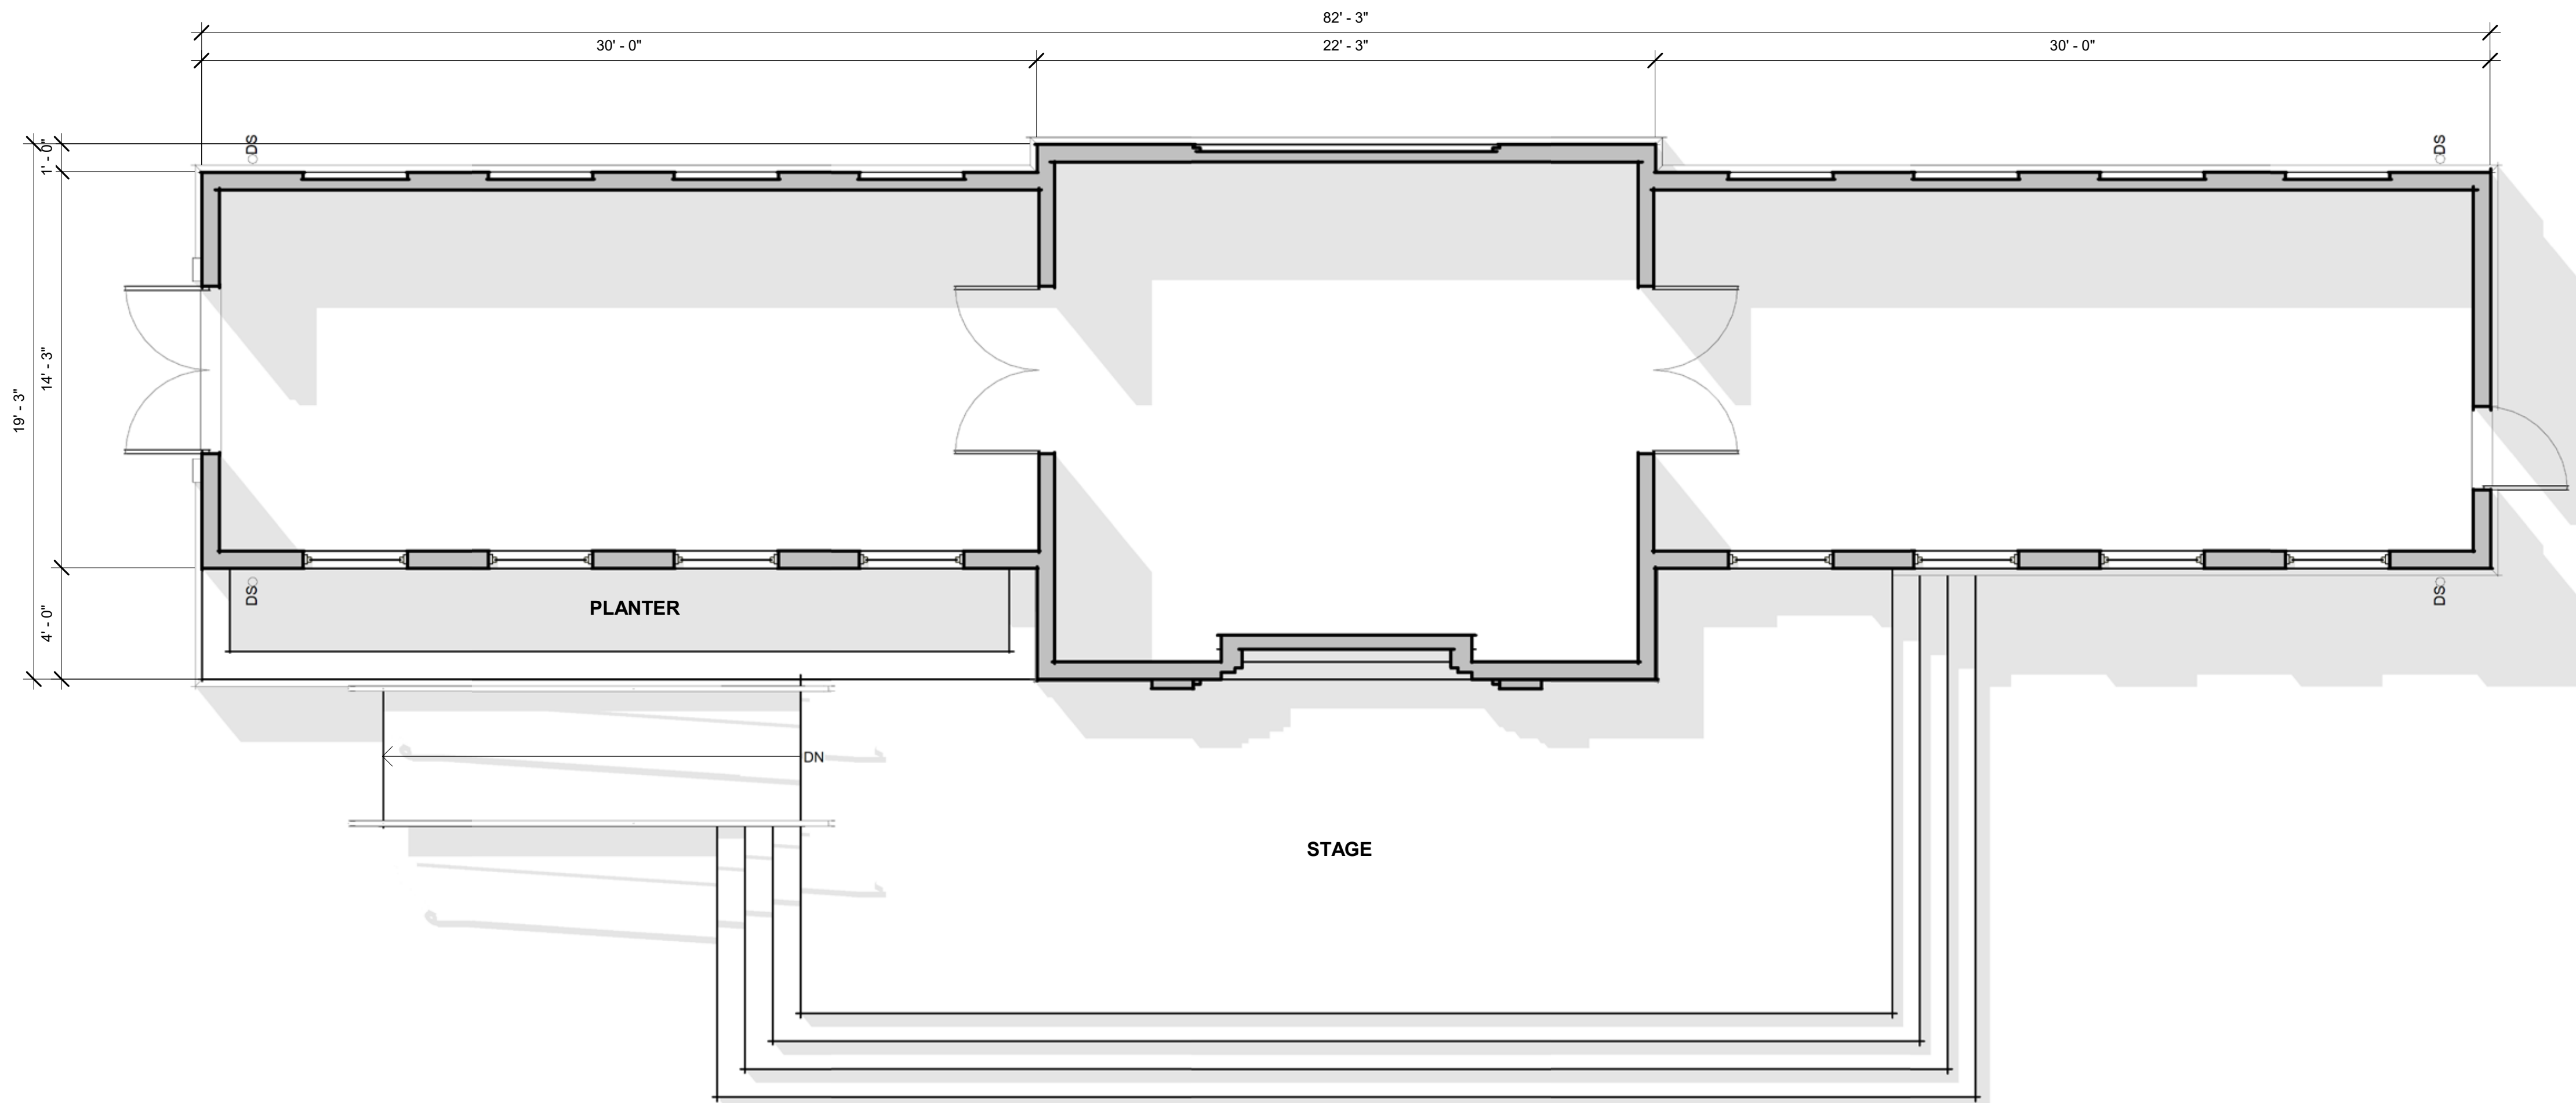 82' - 3"
30' - 0"
22' - 3"
30' - 0"
DS
DS
1' - 0"
14' - 3"
19' - 3"
4' - 0"
DS
PLANTER
DS
DN
STAGE